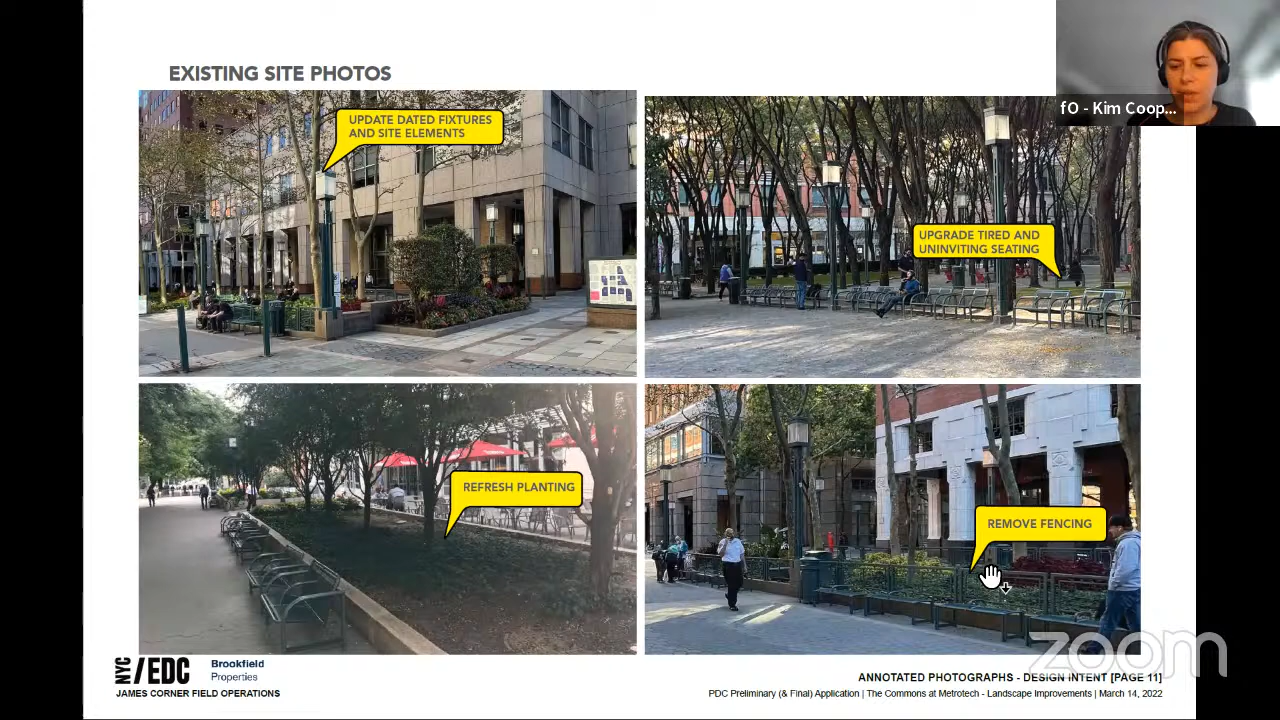 EXISTING SITE PHOTOS
fO - Kim Coop...
UPDATE DATED FIXTURES
AND SITE ELEMENTS
UPGRADE TIRED AND
UNINVITING SEATING
REFRESH PLANTING
REMOVE FENCING
zoom
NYC/EDC
Brookfield
Properties
JAMES CORNER FIELD OPERATIONS
ANNOTATED PHOTOGRAPHS - DESIGN INTENT [PAGE 11]
PDC Preliminary (& Final) Application | The Commons at Metrotech - Landscape Improvements | March 14, 2022